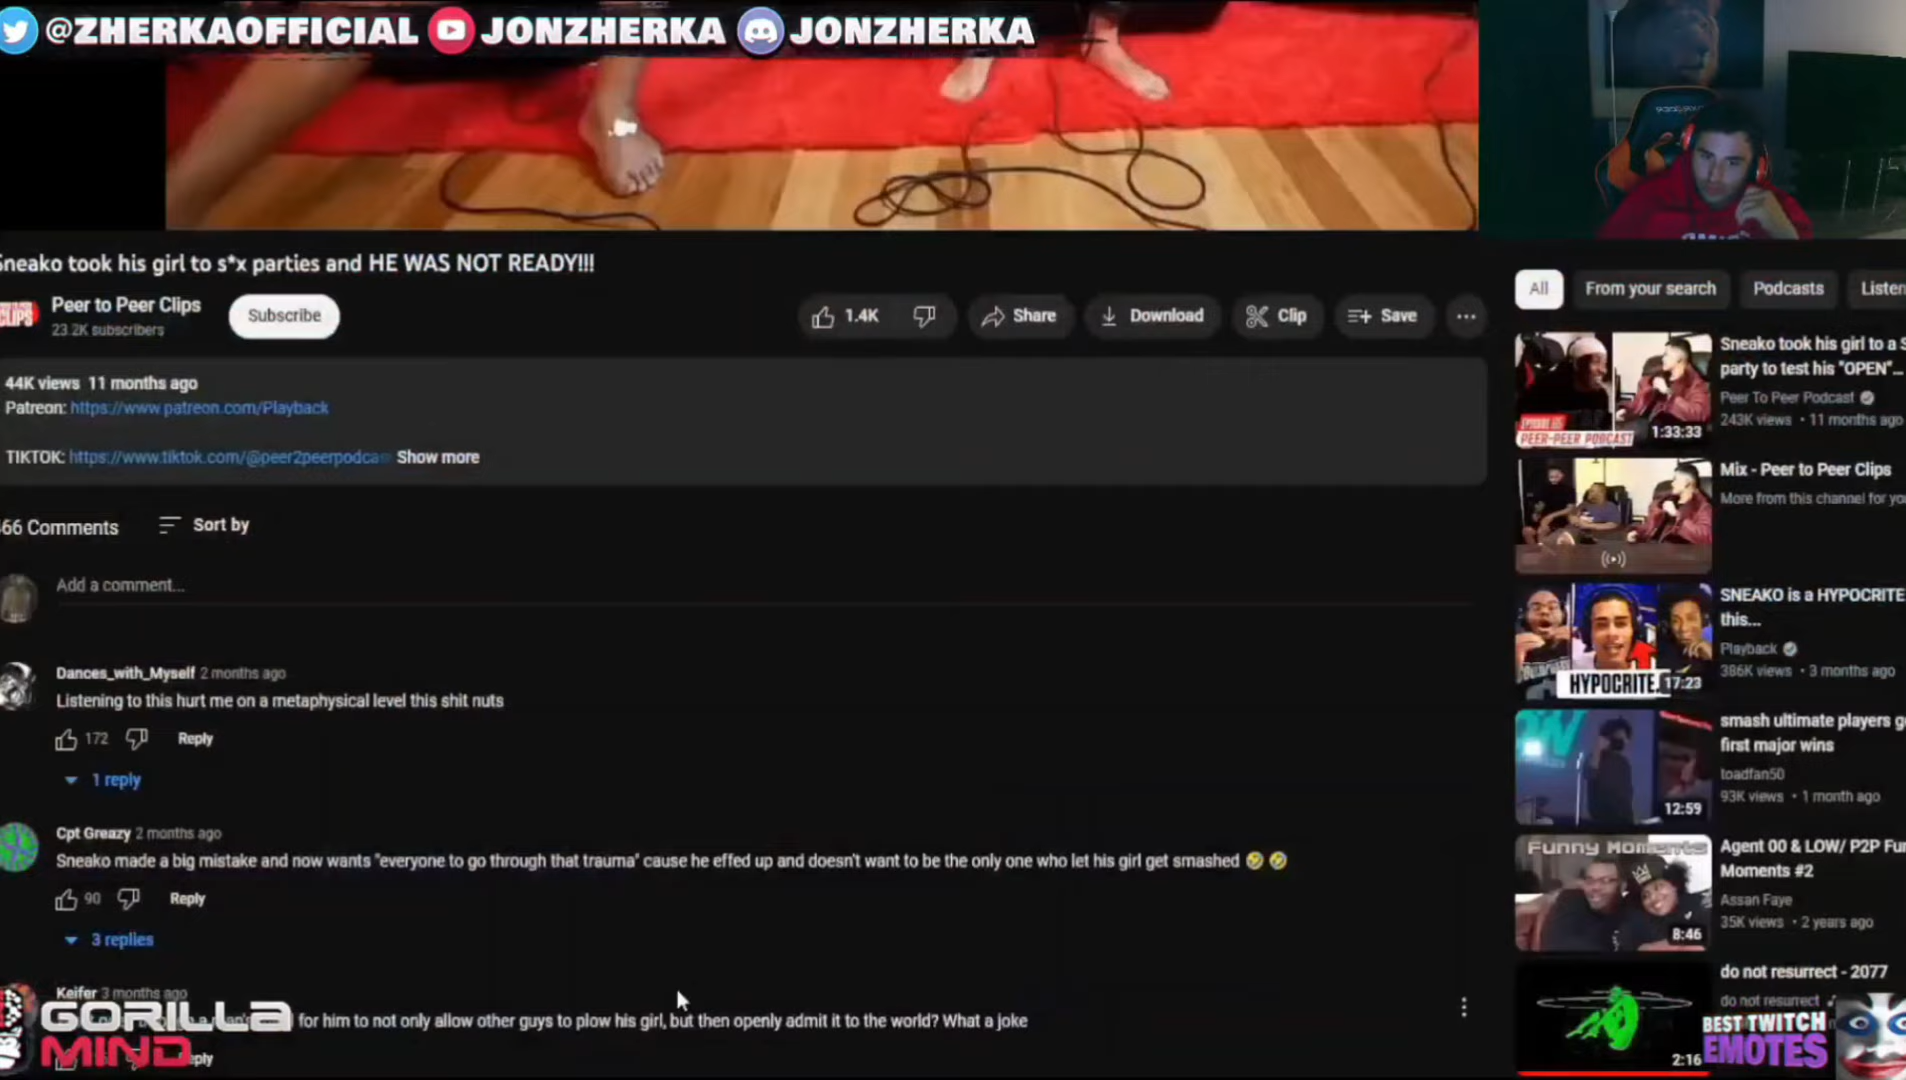 @ZHERKAOFFICIAL JONZHERKA JONZHERKA
Sneako took his girl to s*x parties and HE WAS NOT READY!!!
CLIPS
Peer to Peer Clips
23.2K subscribers
Subscribe
1.4K
Share
Download
Clip
Save
44K views 11 months ago
Patreon: https://www.patreon.com/Playback
TIKTOK: https://www.tiktok.com/@peer2peerpodcas Show more
66 Comments
Sort by
Add a comment...
Dances_with_Myself 2 months ago
Listening to this hurt me on a metaphysical level this shit nuts
172 Reply
1 reply
Cpt Greazy 2 months ago
Sneako made a big mistake and now wants "everyone to go through that trauma" cause he effed up and doesn't want to be the only one who let his girl get smashed 🤣🤣
90 Reply
3 replies
Keifer 3 months ago
for him to not only allow other guys to plow his girl, but then openly admit it to the world? What a joke
ply
GORILLA
MIND
All
From your search
Podcasts
Listen
Sneako took his girl to a S
party to test his "OPEN"...
Peer To Peer Podcast
243K views • 11 months ago
PEER-PEER PODCAST
1:33:33
Mix - Peer to Peer Clips
More from this channel for you
SNEAKO is a HYPOCRITE
this...
Playback
386K views • 3 months ago
HYPOCRITE.
17:23
smash ultimate players g
first major wins
toadfan50
93K views • 1 month ago
12:59
Agent 00 & LOW/ P2P Fu
Moments #2
Assan Faye
35K views • 2 years ago
Funny Moments
8:46
do not resurrect - 2077
do not resurrect
2:16
BEST TWITCH
EMOTES